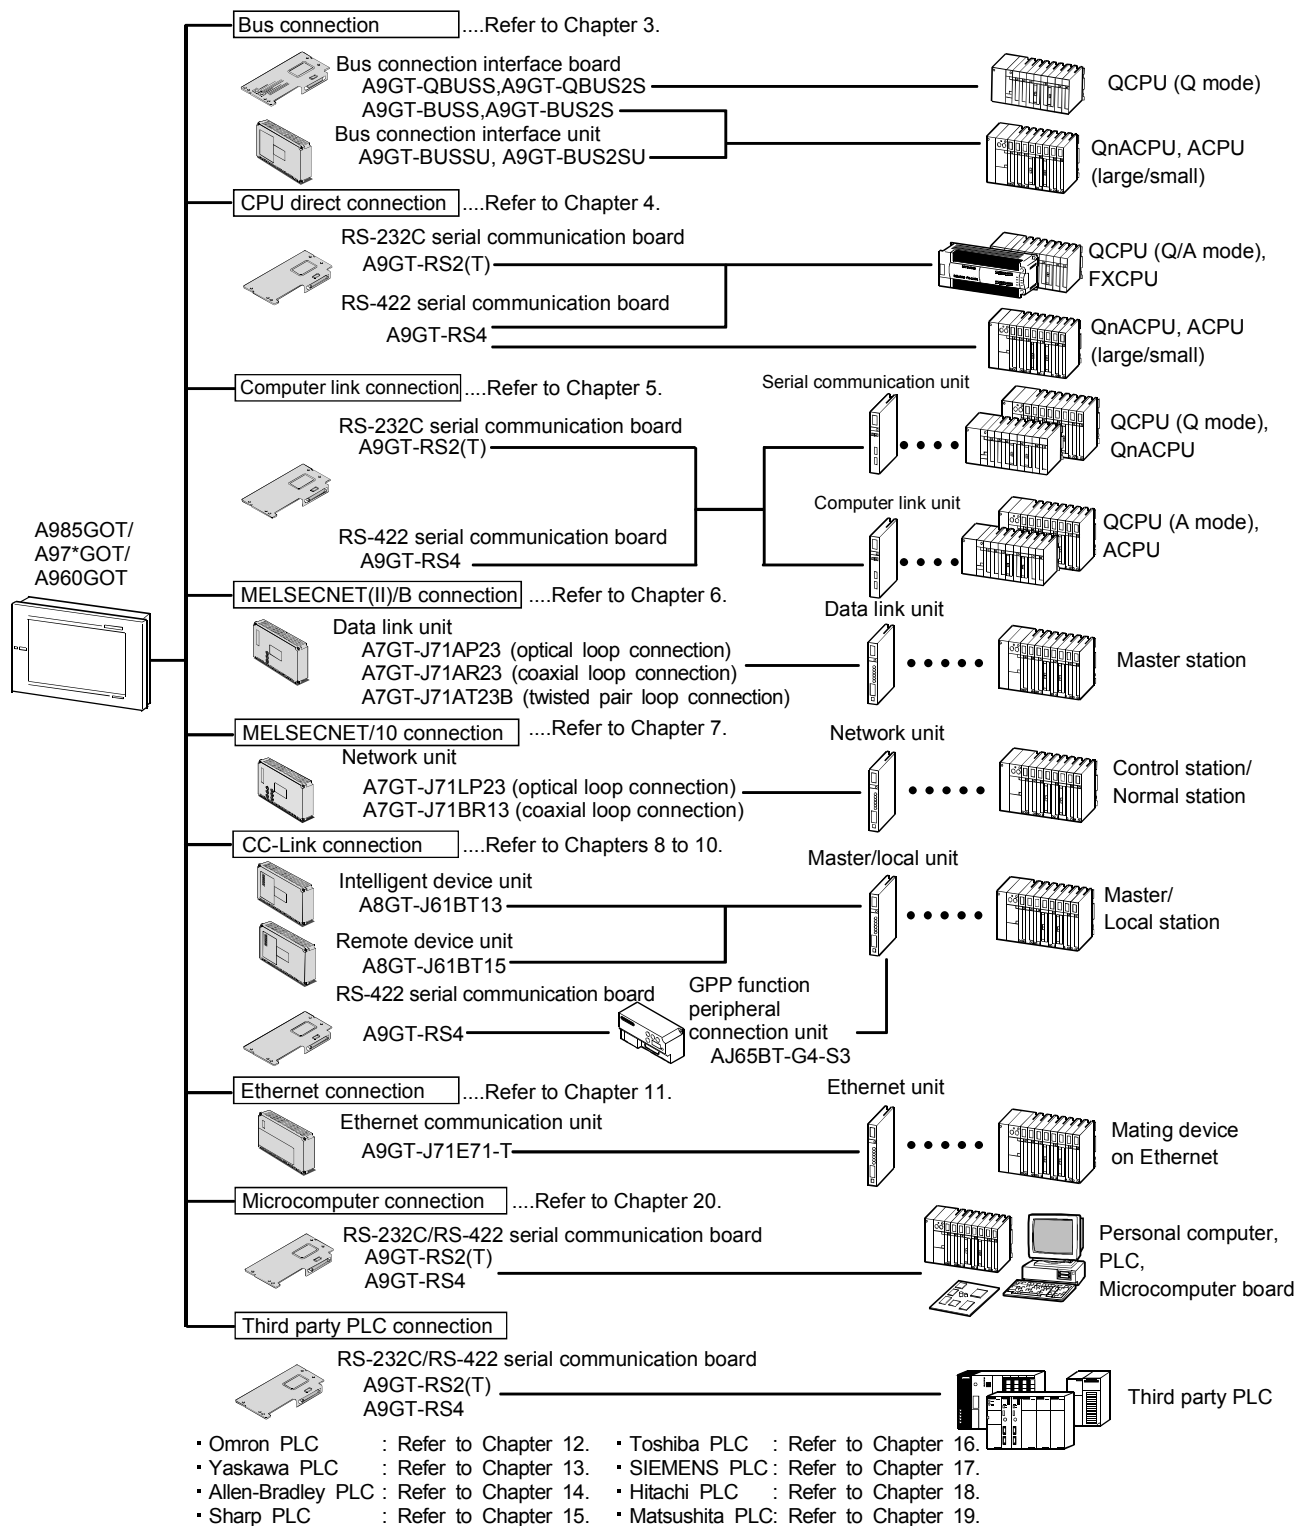 Bus connection ....Refer to Chapter 3.
Bus connection interface board
A9GT-QBUSS,A9GT-QBUS2S
QCPU (Q mode)
A9GT-BUSS,A9GT-BUS2S
Bus connection interface unit
A9GT-BUSSU, A9GT-BUS2SU
QnACPU, ACPU
(large/small)
CPU direct connection ....Refer to Chapter 4.
RS-232C serial communication board
A9GT-RS2(T)
QCPU (Q/A mode),
FXCPU
RS-422 serial communication board
A9GT-RS4
QnACPU, ACPU
(large/small)
Computer link connection ....Refer to Chapter 5.
Serial communication unit
RS-232C serial communication board
A9GT-RS2(T)
QCPU (Q mode),
QnACPU
Computer link unit
RS-422 serial communication board
A9GT-RS4
QCPU (A mode),
ACPU
A985GOT/
A97*GOT/
A960GOT
MELSECNET(II)/B connection ....Refer to Chapter 6.
Data link unit
Data link unit
A7GT-J71AP23 (optical loop connection)
A7GT-J71AR23 (coaxial loop connection)
A7GT-J71AT23B (twisted pair loop connection)
Master station
MELSECNET/10 connection ....Refer to Chapter 7.
Network unit
Network unit
A7GT-J71LP23 (optical loop connection)
A7GT-J71BR13 (coaxial loop connection)
Control station/
Normal station
CC-Link connection ....Refer to Chapters 8 to 10.
Master/local unit
Intelligent device unit
A8GT-J61BT13
Master/
Local station
Remote device unit
A8GT-J61BT15
RS-422 serial communication board
A9GT-RS4
GPP function
peripheral
connection unit
AJ65BT-G4-S3
Ethernet connection ....Refer to Chapter 11.
Ethernet unit
Ethernet communication unit
A9GT-J71E71-T
Mating device
on Ethernet
Microcomputer connection ....Refer to Chapter 20.
RS-232C/RS-422 serial communication board
A9GT-RS2(T)
A9GT-RS4
Personal computer,
PLC,
Microcomputer board
Third party PLC connection
RS-232C/RS-422 serial communication board
A9GT-RS2(T)
A9GT-RS4
Third party PLC
・Omron PLC : Refer to Chapter 12. ・Toshiba PLC : Refer to Chapter 16.
・Yaskawa PLC : Refer to Chapter 13. ・SIEMENS PLC : Refer to Chapter 17.
・Allen-Bradley PLC : Refer to Chapter 14. ・Hitachi PLC : Refer to Chapter 18.
・Sharp PLC : Refer to Chapter 15. ・Matsushita PLC: Refer to Chapter 19.